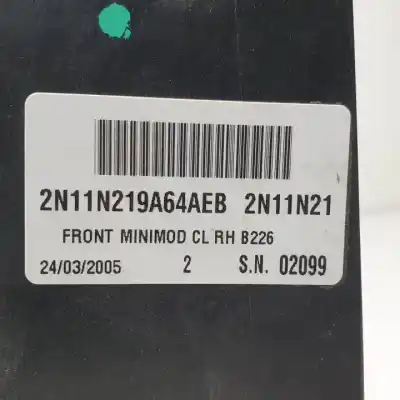 2N11N219A64AEB 2N11N21
FRONT MINIMOD CL RH B226
24/03/2005 2 S.N. 02099